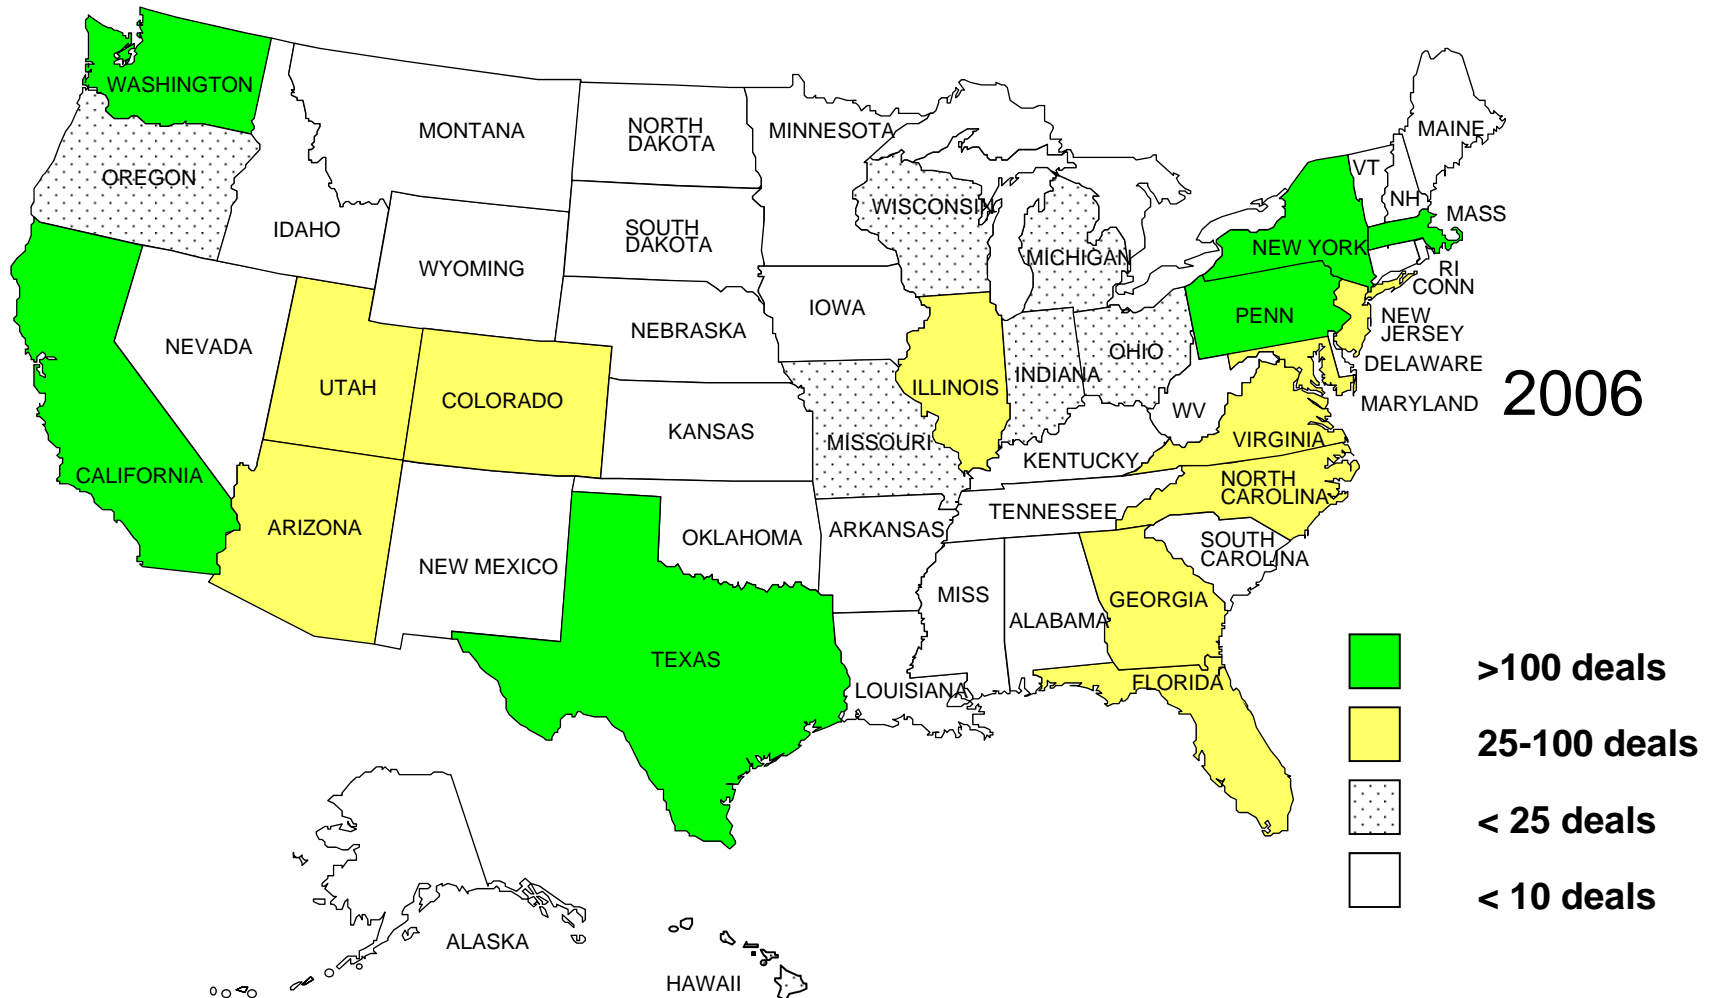 WASHINGTON
MONTANA
NORTH
DAKOTA
MINNESOTA
MAINE
VT
NH
OREGON
IDAHO
WYOMING
SOUTH
DAKOTA
WISCONSIN
MICHIGAN
NEW YORK
MASS
RI
CONN
IOWA
PENN
NEW
JERSEY
NEVADA
NEBRASKA
OHIO
DELAWARE
UTAH
COLORADO
ILLINOIS
INDIANA
WV
MARYLAND
2006
KANSAS
MISSOURI
VIRGINIA
KENTUCKY
CALIFORNIA
NORTH
CAROLINA
ARIZONA
TENNESSEE
OKLAHOMA
ARKANSAS
SOUTH
CAROLINA
NEW MEXICO
MISS
ALABAMA
GEORGIA
TEXAS
LOUISIANA
FLORIDA
ALASKA
HAWAII
>100 deals
25-100 deals
< 25 deals
< 10 deals